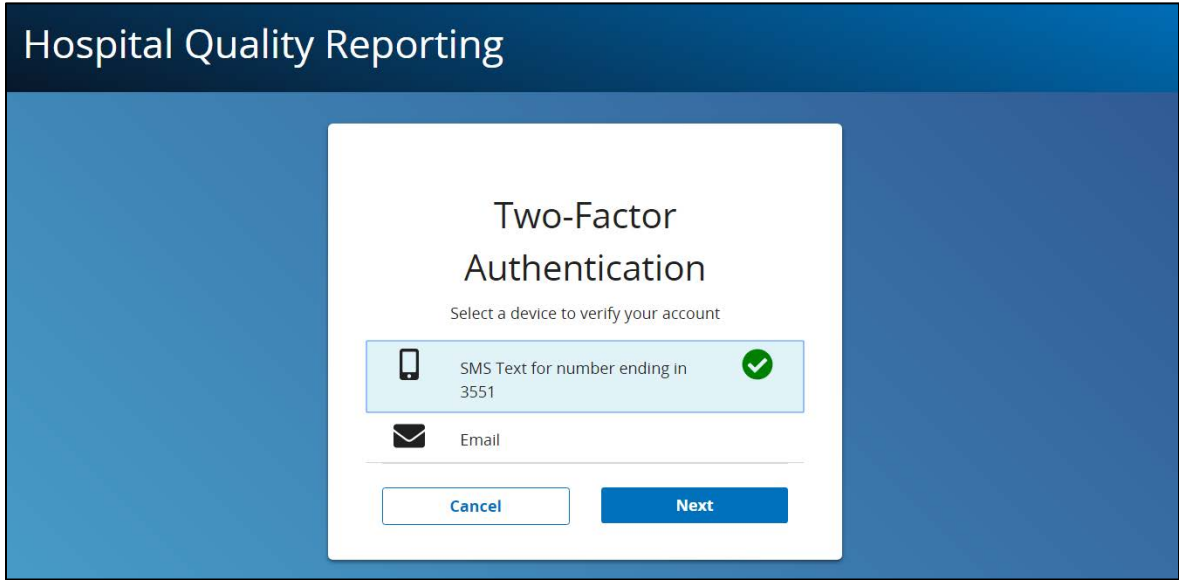 Hospital Quality Reporting
Two-Factor
Authentication
Select a device to verify your account
SMS Text for number ending in
3551
Email
Cancel
Next